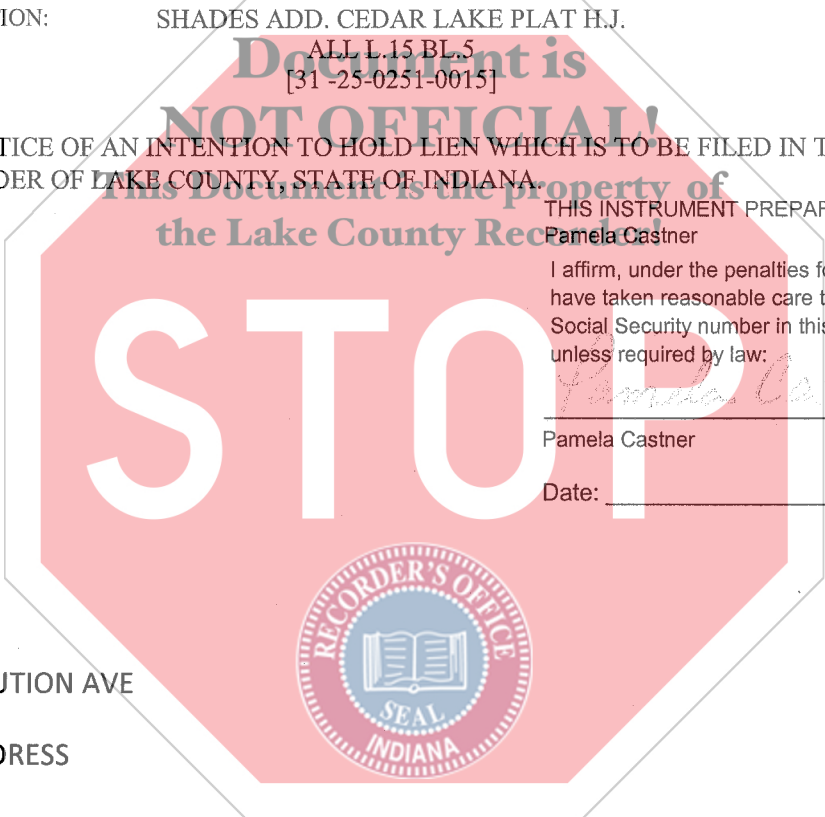 ION: SHADES ADD. CEDAR LAKE PLAT H.J.
ALL L.15 BL.5
[31 -25-0251-0015]
Document is
NOT OFFICIAL!
This Document is the property of
the Lake County Recorder!
TICE OF AN INTENTION TO HOLD LIEN WHICH IS TO BE FILED IN T
DER OF LAKE COUNTY, STATE OF INDIANA.
THIS INSTRUMENT PREPAR
Pamela Castner
I affirm, under the penalties fo
have taken reasonable care t
Social Security number in this
unless required by law:
Pamela Ca
Pamela Castner
Date:
STOP
RECORDER'S OFFICE
SEAL
INDIANA
UTION AVE
DRESS